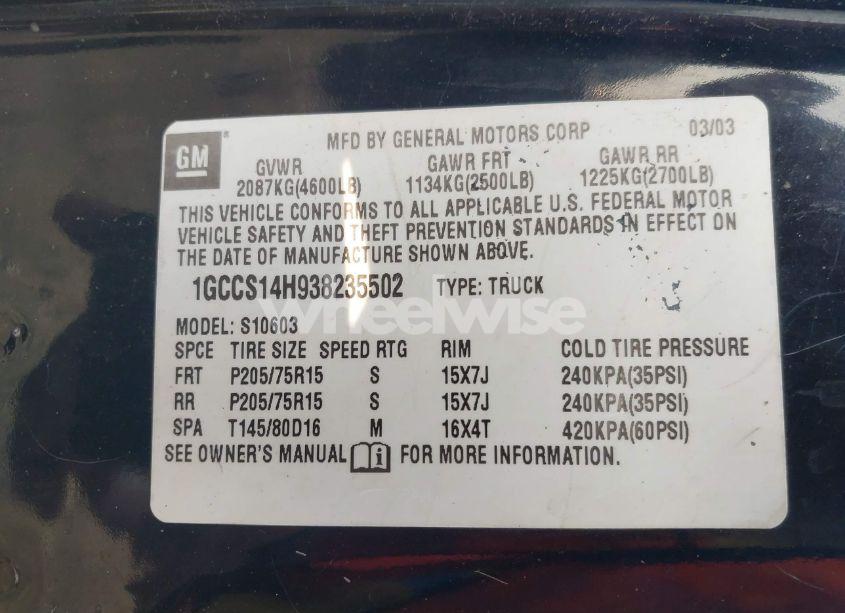 GM
MFD BY GENERAL MOTORS CORP 03/03
GVWR GAWR FRT GAWR RR
2087KG(4600LB) 1134KG(2500LB) 1225KG(2700LB)
THIS VEHICLE CONFORMS TO ALL APPLICABLE U.S. FEDERAL MOTOR
VEHICLE SAFETY AND THEFT PREVENTION STANDARDS IN EFFECT ON
THE DATE OF MANUFACTURE SHOWN ABOVE.
1GCCS14H938235502 TYPE: TRUCK
Wheelwise
MODEL: S10603
SPCE TIRE SIZE SPEED RTG RIM COLD TIRE PRESSURE
FRT P205/75R15 S 15X7J 240KPA(35PSI)
RR P205/75R15 S 15X7J 240KPA(35PSI)
SPA T145/80D16 M 16X4T 420KPA(60PSI)
SEE OWNER'S MANUAL FOR MORE INFORMATION.